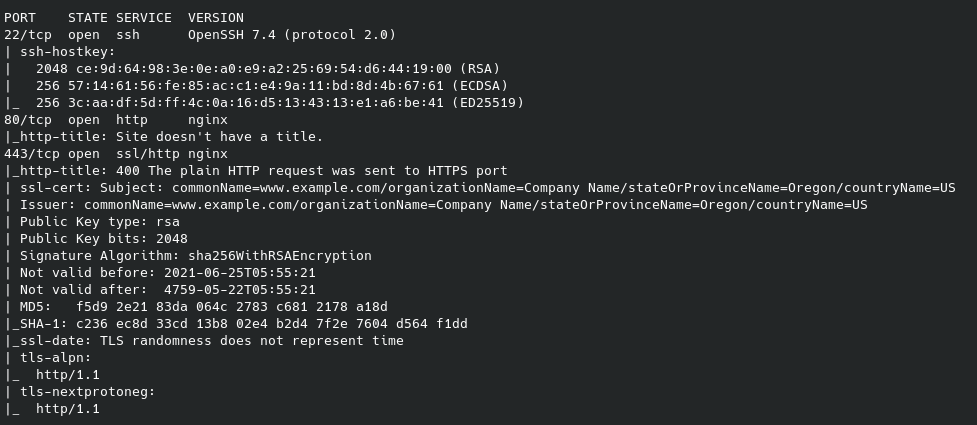 PORT    STATE SERVICE  VERSION
22/tcp  open  ssh      OpenSSH 7.4 (protocol 2.0)
| ssh-hostkey:
|   2048 ce:9d:64:98:3e:0e:a0:e9:a2:25:69:54:d6:44:19:00 (RSA)
|   256 57:14:61:56:fe:85:ac:c1:e4:9a:11:bd:8d:4b:67:61 (ECDSA)
|_  256 3c:aa:df:5d:ff:4c:0a:16:d5:13:43:13:e1:a6:be:41 (ED25519)
80/tcp  open  http     nginx
|_http-title: Site doesn't have a title.
443/tcp open  ssl/http nginx
|_http-title: 400 The plain HTTP request was sent to HTTPS port
| ssl-cert: Subject: commonName=www.example.com/organizationName=Company Name/stateOrProvinceName=Oregon/countryName=US
| Issuer: commonName=www.example.com/organizationName=Company Name/stateOrProvinceName=Oregon/countryName=US
| Public Key type: rsa
| Public Key bits: 2048
| Signature Algorithm: sha256WithRSAEncryption
| Not valid before: 2021-06-25T05:55:21
| Not valid after:  4759-05-22T05:55:21
| MD5:   f5d9 2e21 83da 064c 2783 c681 2178 a18d
|_SHA-1: c236 ec8d 33cd 13b8 02e4 b2d4 7f2e 7604 d564 f1dd
|_ssl-date: TLS randomness does not represent time
| tls-alpn:
|_  http/1.1
| tls-nextprotoneg:
|_  http/1.1